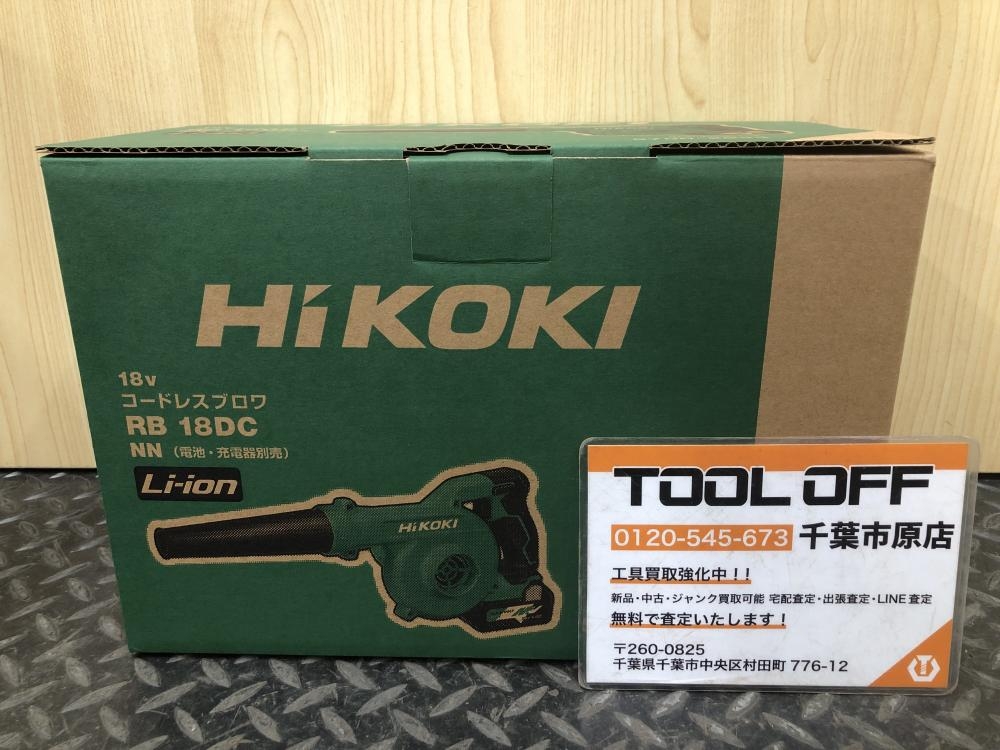 HiKOKI
18v
コードレスブロワ
RB 18DC
NN（電池・充電器別売）
Li-ion
HiKOKI
TOOL OFF
0120-545-673 千葉市原店
工具買取強化中！！
新品・中古・ジャンク買取可能 宅配査定・出張査定・LINE査定
無料で査定いたします！
〒260-0825
千葉県千葉市中央区村田町 776-12